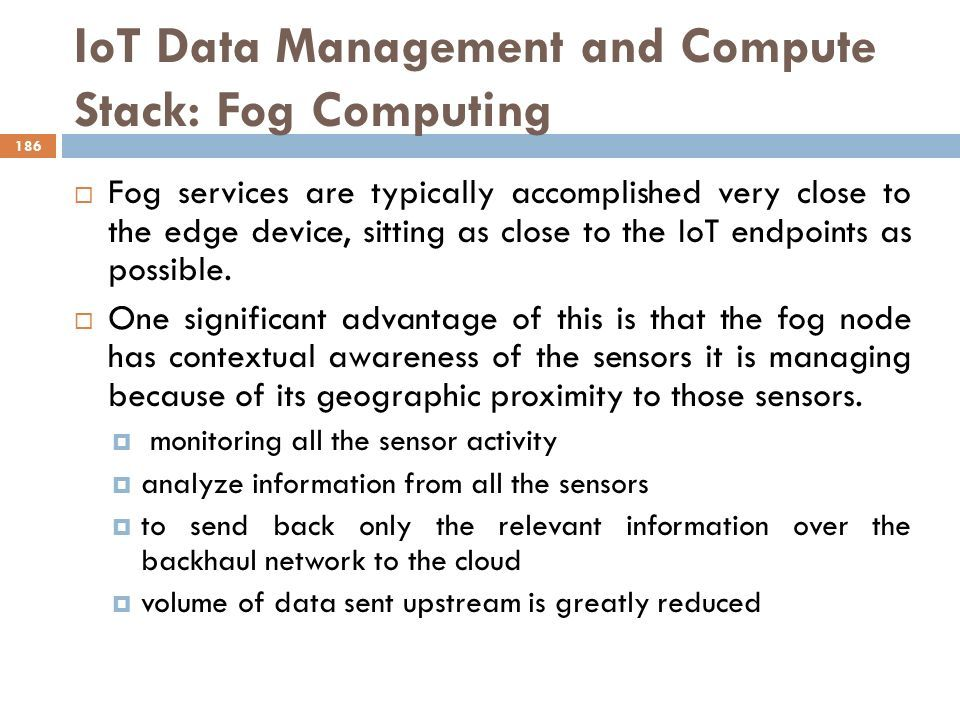 IoT Data Management and Compute
Stack: Fog Computing
186
Fog services are typically accomplished very close to
the edge device, sitting as close to the IoT endpoints as
possible.
One significant advantage of this is that the fog node
has contextual awareness of the sensors it is managing
because of its geographic proximity to those sensors.
monitoring all the sensor activity
analyze information from all the sensors
to send back only the relevant information over the
backhaul network to the cloud
volume of data sent upstream is greatly reduced